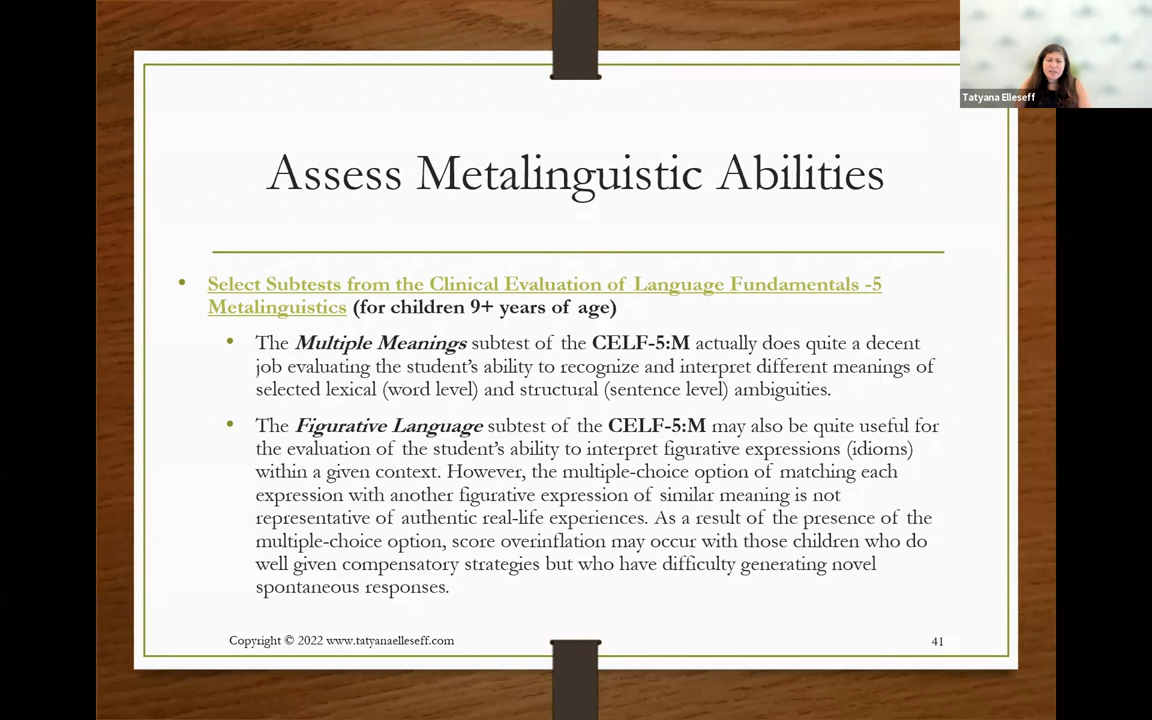 Tatyana Elleseff
Assess Metalinguistic Abilities
• Select Subtests from the Clinical Evaluation of Language Fundamentals -5
Metalinguistics (for children 9+ years of age)
• The Multiple Meanings subtest of the CELF-5:M actually does quite a decent
job evaluating the student’s ability to recognize and interpret different meanings of
selected lexical (word level) and structural (sentence level) ambiguities.
• The Figurative Language subtest of the CELF-5:M may also be quite useful for
the evaluation of the student’s ability to interpret figurative expressions (idioms)
within a given context. However, the multiple-choice option of matching each
expression with another figurative expression of similar meaning is not
representative of authentic real-life experiences. As a result of the presence of the
multiple-choice option, score overinflation may occur with those children who do
well given compensatory strategies but who have difficulty generating novel
spontaneous responses.
Copyright © 2022 www.tatyanaelleseff.com
41